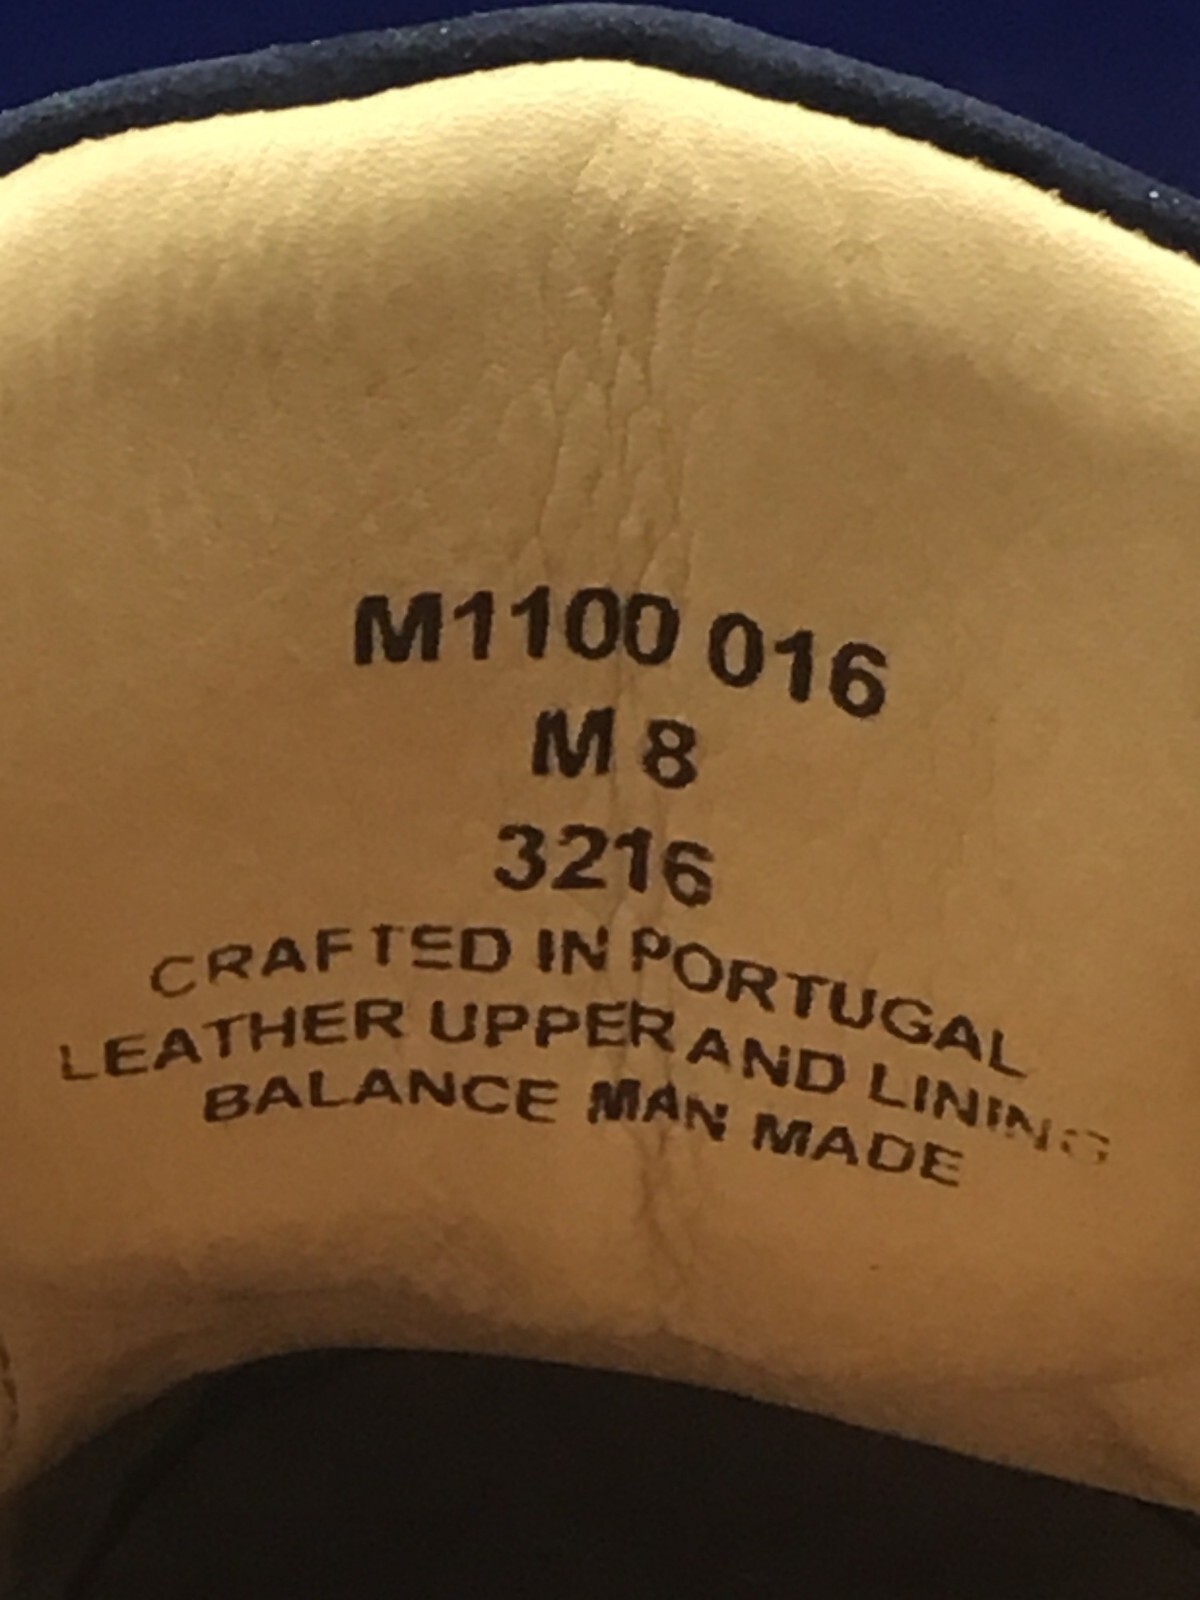 M1100 016
M 8
3216
CRAFTED IN PORTUGAL
LEATHER UPPER AND LINING
BALANCE MAN MADE